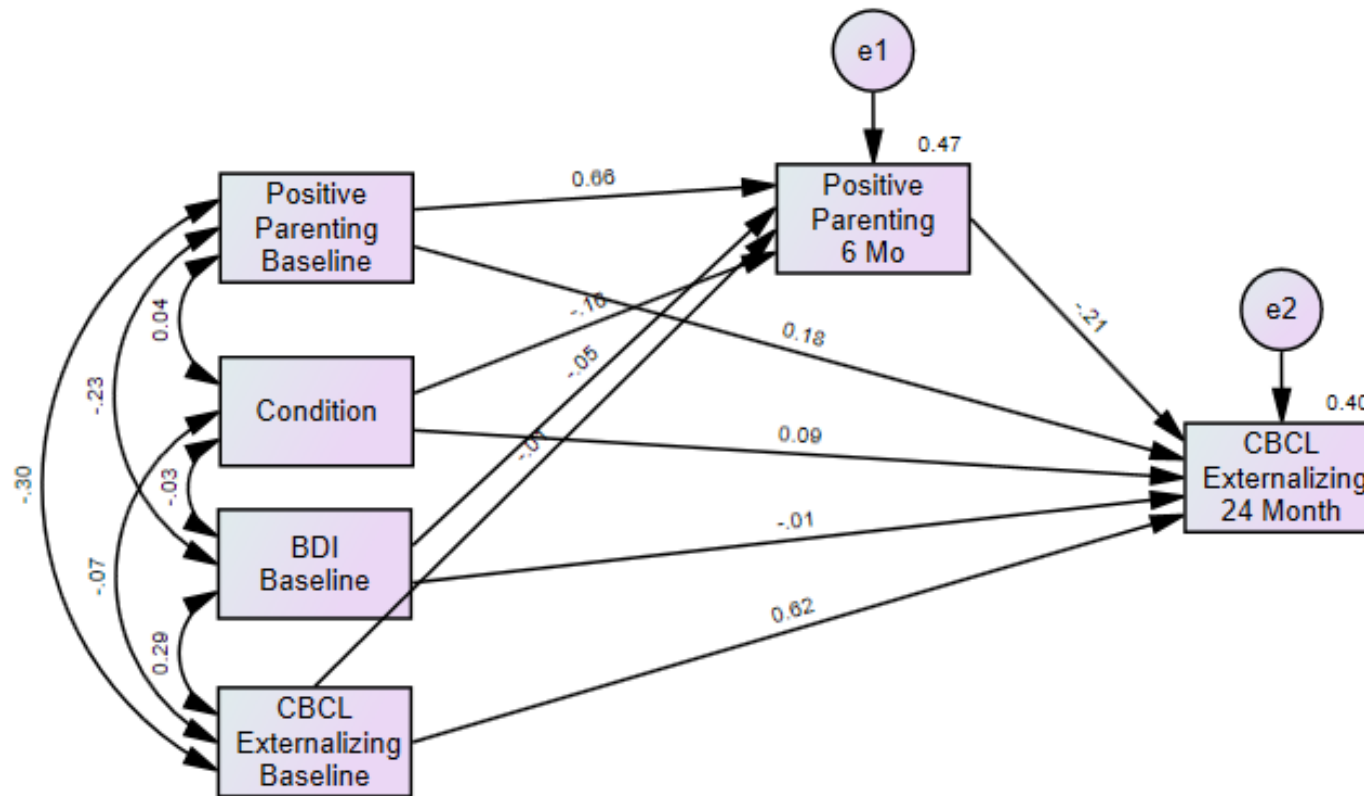 e1
0.47
Positive
Parenting
6 Mo
Positive
Parenting
Baseline
0.66
e2
0.04
-.16
-.05
0.18
-.21
-.23
Condition
0.40
-.01
0.09
CBCL
Externalizing
24 Month
-.30
-.03
-.07
BDI
Baseline
-.01
0.29
0.62
CBCL
Externalizing
Baseline